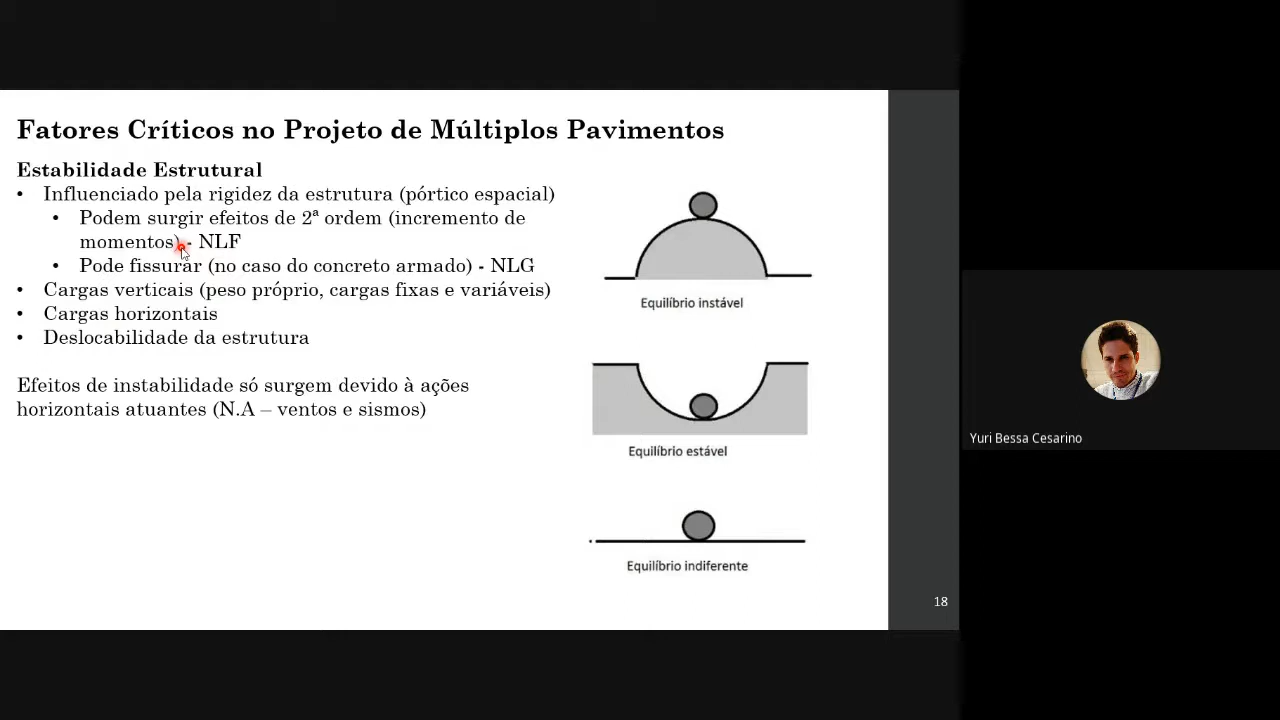 Fatores Críticos no Projeto de Múltiplos Pavimentos
Estabilidade Estrutural
• Influenciado pela rigidez da estrutura (pórtico espacial)
• Podem surgir efeitos de 2ª ordem (incremento de
momentos) - NLF
• Pode fissurar (no caso do concreto armado) - NLG
• Cargas verticais (peso próprio, cargas fixas e variáveis)
• Cargas horizontais
• Deslocabilidade da estrutura
Efeitos de instabilidade só surgem devido à ações
horizontais atuantes (N.A – ventos e sismos)
Equilíbrio instável
Equilíbrio estável
Equilíbrio indiferente
18
Yuri Bessa Cesarino